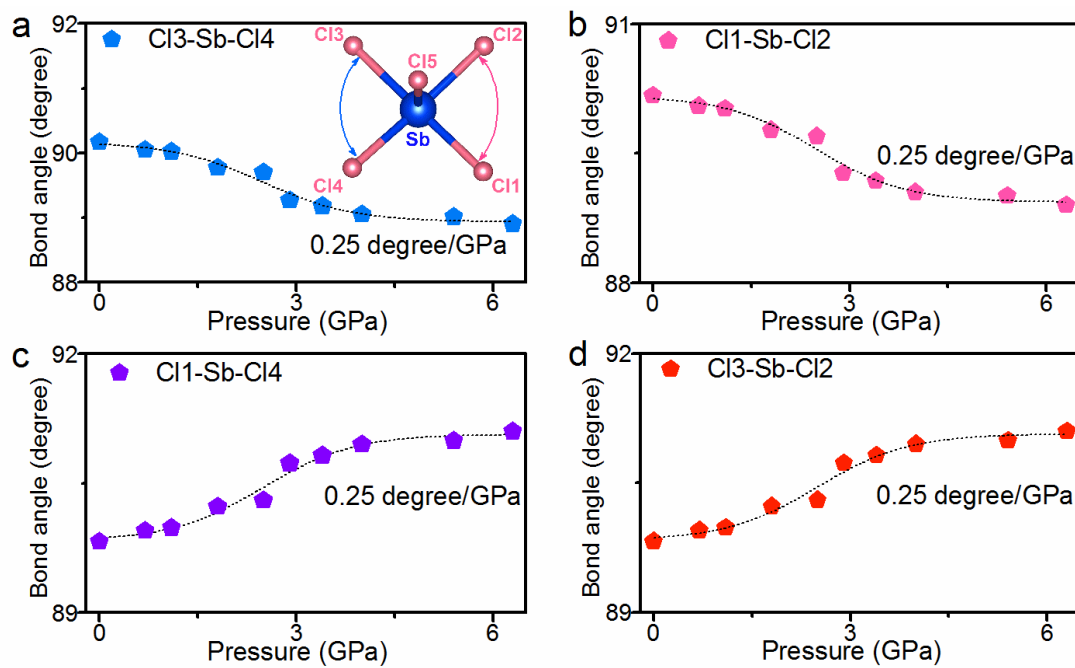 a
92
Cl3-Sb-Cl4
Cl3
Cl2
Cl5
Sb
Cl4
Cl1
90
88
0.25 degree/GPa
Bond angle (degree)
0
3
6
Pressure (GPa)
b
91
Cl1-Sb-Cl2
0.25 degree/GPa
88
Bond angle (degree)
0
3
6
Pressure (GPa)
c
92
Cl1-Sb-Cl4
0.25 degree/GPa
89
Bond angle (degree)
0
3
6
Pressure (GPa)
d
92
Cl3-Sb-Cl2
0.25 degree/GPa
89
Bond angle (degree)
0
3
6
Pressure (GPa)